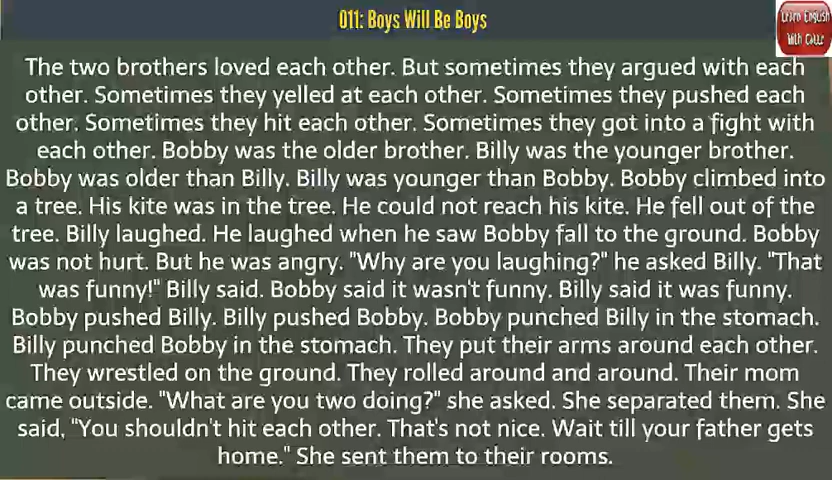 011: Boys Will Be Boys
Learn English
With Cullz
The two brothers loved each other. But sometimes they argued with each
other. Sometimes they yelled at each other. Sometimes they pushed each
other. Sometimes they hit each other. Sometimes they got into a fight with
each other. Bobby was the older brother. Billy was the younger brother.
Bobby was older than Billy. Billy was younger than Bobby. Bobby climbed into
a tree. His kite was in the tree. He could not reach his kite. He fell out of the
tree. Billy laughed. He laughed when he saw Bobby fall to the ground. Bobby
was not hurt. But he was angry. "Why are you laughing?" he asked Billy. "That
was funny!" Billy said. Bobby said it wasn't funny. Billy said it was funny.
Bobby pushed Billy. Billy pushed Bobby. Bobby punched Billy in the stomach.
Billy punched Bobby in the stomach. They put their arms around each other.
They wrestled on the ground. They rolled around and around. Their mom
came outside. "What are you two doing?" she asked. She separated them. She
said, "You shouldn't hit each other. That's not nice. Wait till your father gets
home." She sent them to their rooms.